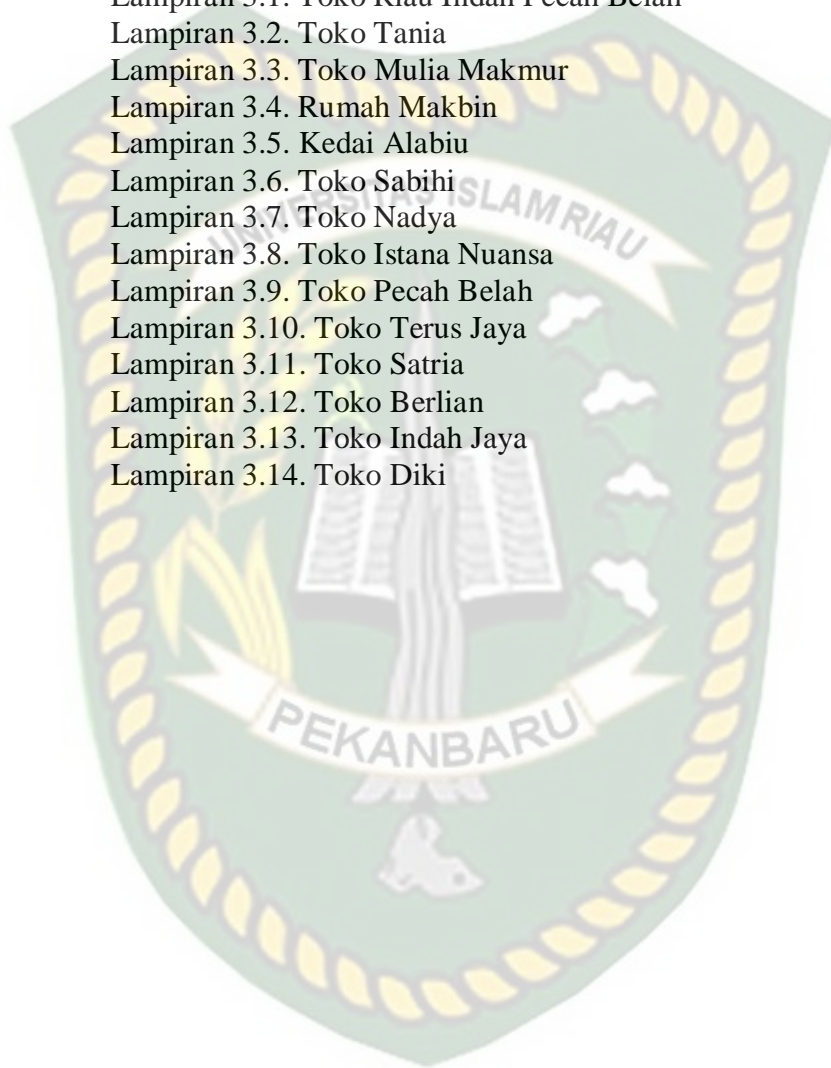 Lampiran 3.1. Toko Riau Indah Pecah Belah
Lampiran 3.2. Toko Tania
Lampiran 3.3. Toko Mulia Makmur
Lampiran 3.4. Rumah Makbin
Lampiran 3.5. Kedai Alabiu
Lampiran 3.6. Toko Sabihi
Lampiran 3.7. Toko Nadya
Lampiran 3.8. Toko Istana Nuansa
Lampiran 3.9. Toko Pecah Belah
Lampiran 3.10. Toko Terus Jaya
Lampiran 3.11. Toko Satria
Lampiran 3.12. Toko Berlian
Lampiran 3.13. Toko Indah Jaya
Lampiran 3.14. Toko Diki
UNIVERSITAS ISLAM RIAU
PEKANBARU